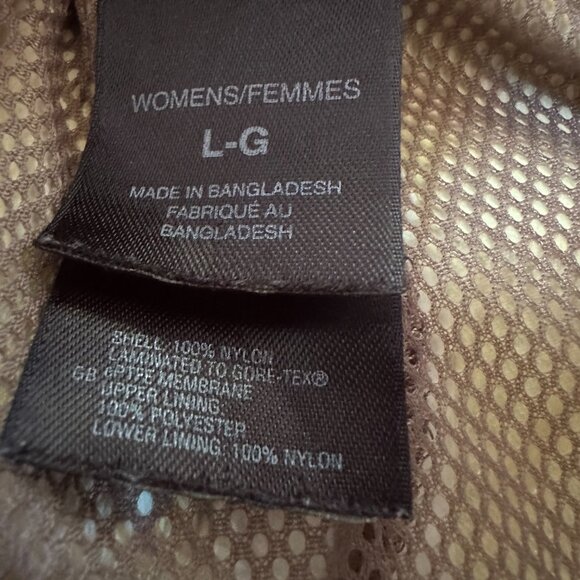 WOMENS/FEMMES
L-G
MADE IN BANGLADESH
FABRIQUÉ AU
BANGLADESH
SHELL: 100% NYLON
LAMINATED TO GORE-TEX®
GB EPTFE MEMBRANE
UPPER LINING:
100% POLYESTER
LOWER LINING: 100% NYLON